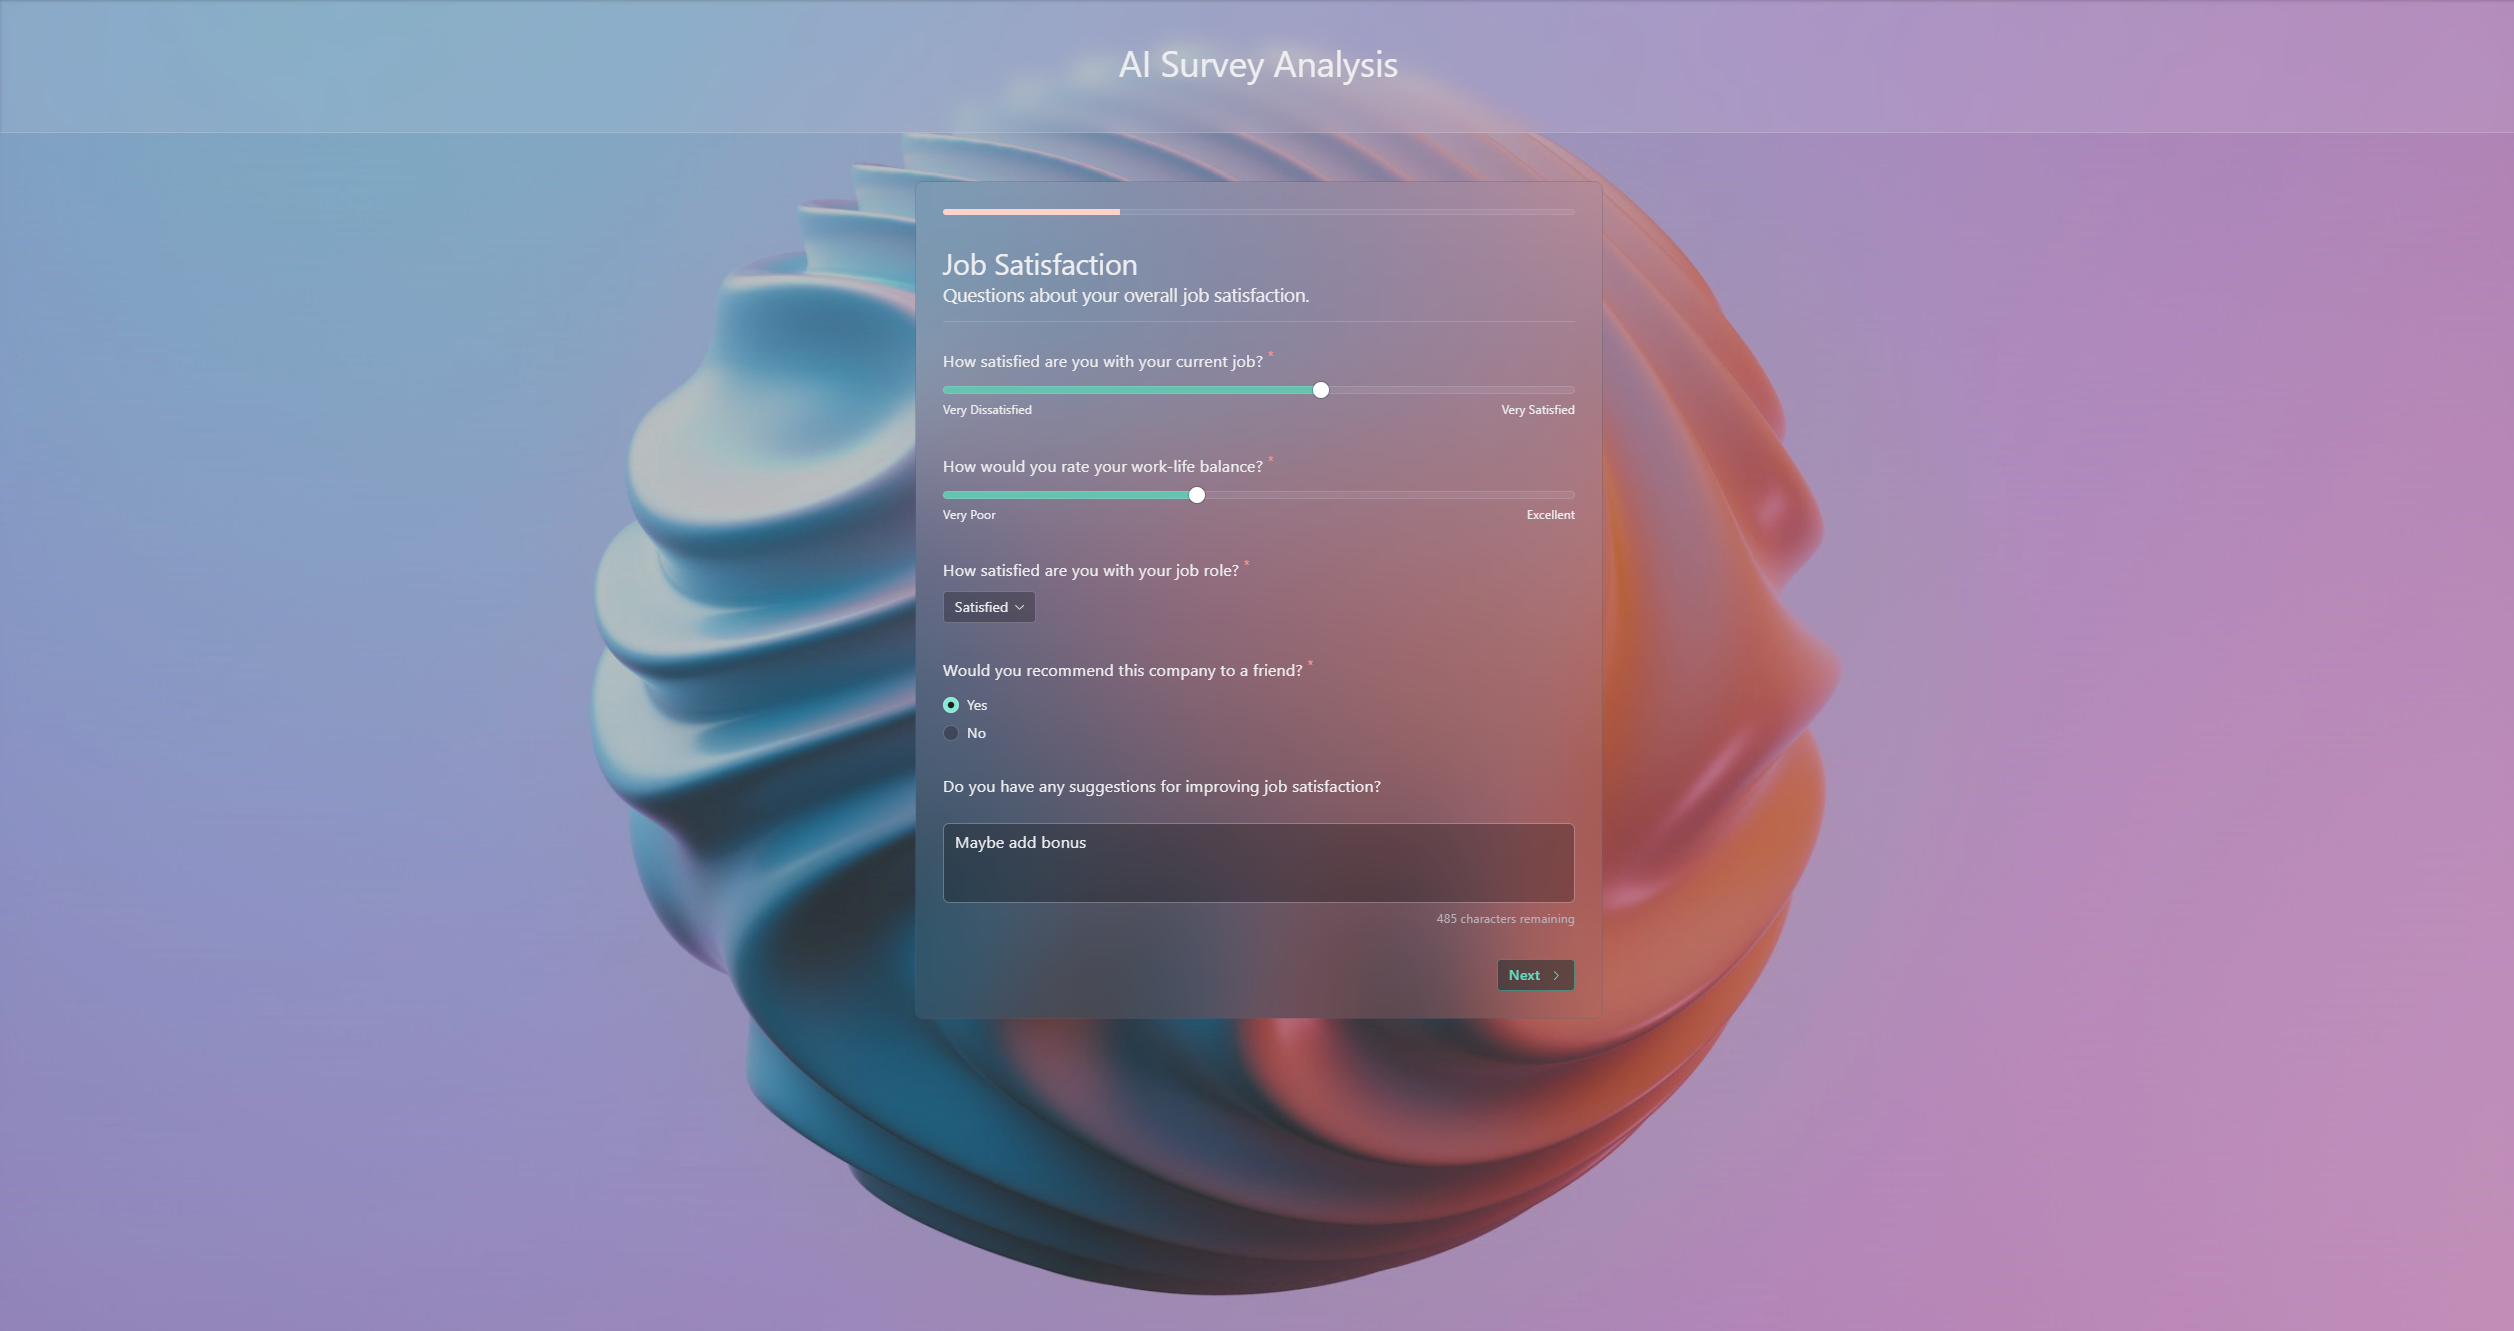 AI Survey Analysis
Job Satisfaction
Questions about your overall job satisfaction.
How satisfied are you with your current job? *
Very Dissatisfied Very Satisfied
How would you rate your work-life balance? *
Very Poor Excellent
How satisfied are you with your job role? *
Satisfied
Would you recommend this company to a friend? *
Yes
No
Do you have any suggestions for improving job satisfaction?
Maybe add bonus
485 characters remaining
Next